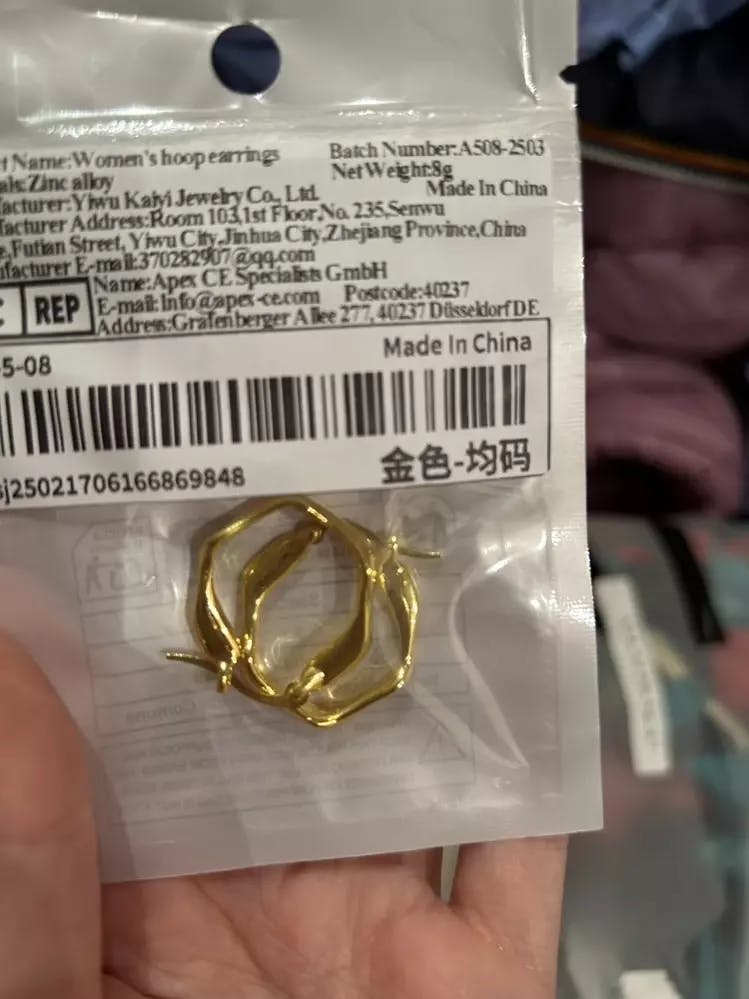 t Name:Women's hoop earrings
Batch Number:A508-2503
als:Zinc alloy
Net Weight:8g
facturer:Yiwu Kaiyi Jewelry Co., Ltd.
Made In China
facturer Address:Room 103,1st Floor,No. 235,Senwu
e,Futian Street, Yiwu City,Jinhua City,Zhejiang Province,China
ufacturer E-mail:370282907@qq.com
C REP
Name:Apex CE Specialists GmbH
E-mail:Info@apex-ce.com Postcode:40237
Address:Grafenberger Allee 277, 40237 Düsseldorf DE
5-08
Made In China
sj25021706166869848
金色-均码